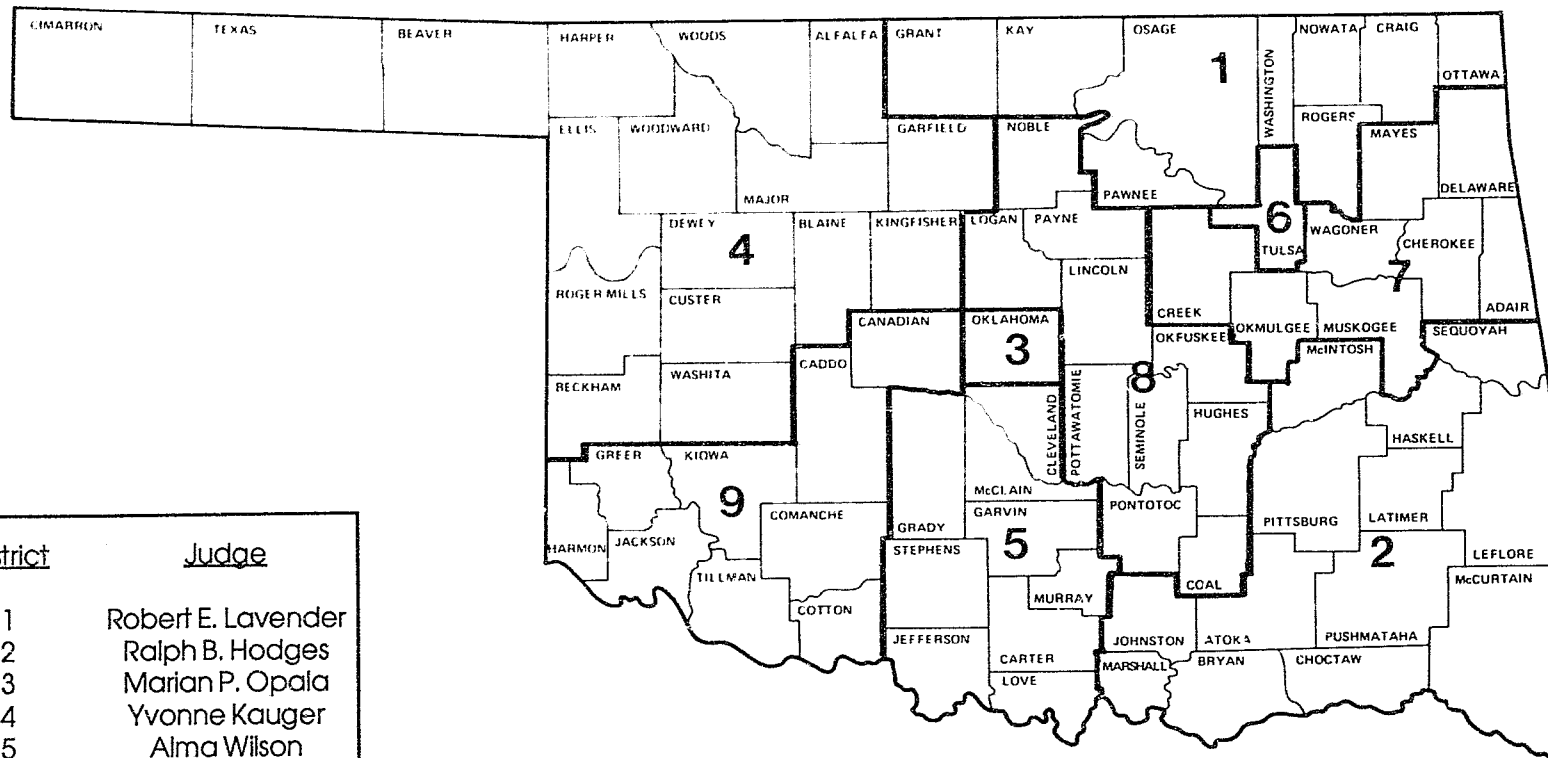 CIMARRON
TEXAS
BEAVER
HARPER
WOODS
ALFALFA
GRANT
KAY
OSAGE
1
WASHINGTON
NOWATA
CRAIG
OTTAWA
ELLIS
WOODWARD
GARFIELD
NOBLE
ROGERS
MAYES
MAJOR
PAWNEE
DELAWARE
DEWEY
BLAINE
KINGFISHER
LOGAN
PAYNE
6
TULSA
WAGONER
CHEROKEE
4
7
LINCOLN
ROGER MILLS
CUSTER
ADAIR
CANADIAN
OKLAHOMA
CREEK
OKMULGEE
MUSKOGEE
SEQUOYAH
3
OKFUSKEE
McINTOSH
CADDO
BECKHAM
WASHITA
8
CLEVELAND
POTTAWATOMIE
SEMINOLE
HUGHES
HASKELL
GREER
KIOWA
9
McCLAIN
COMANCHE
GARVIN
PONTOTOC
PITTSBURG
LATIMER
GRADY
5
HARMON
JACKSON
STEPHENS
2
LEFLORE
TILLMAN
COAL
McCURTAIN
COTTON
MURRAY
JEFFERSON
JOHNSTON
ATOKA
PUSHMATAHA
CARTER
MARSHALL
BRYAN
CHOCTAW
LOVE
strict Judge
1 Robert E. Lavender
2 Ralph B. Hodges
3 Marian P. Opala
4 Yvonne Kauger
5 Alma Wilson